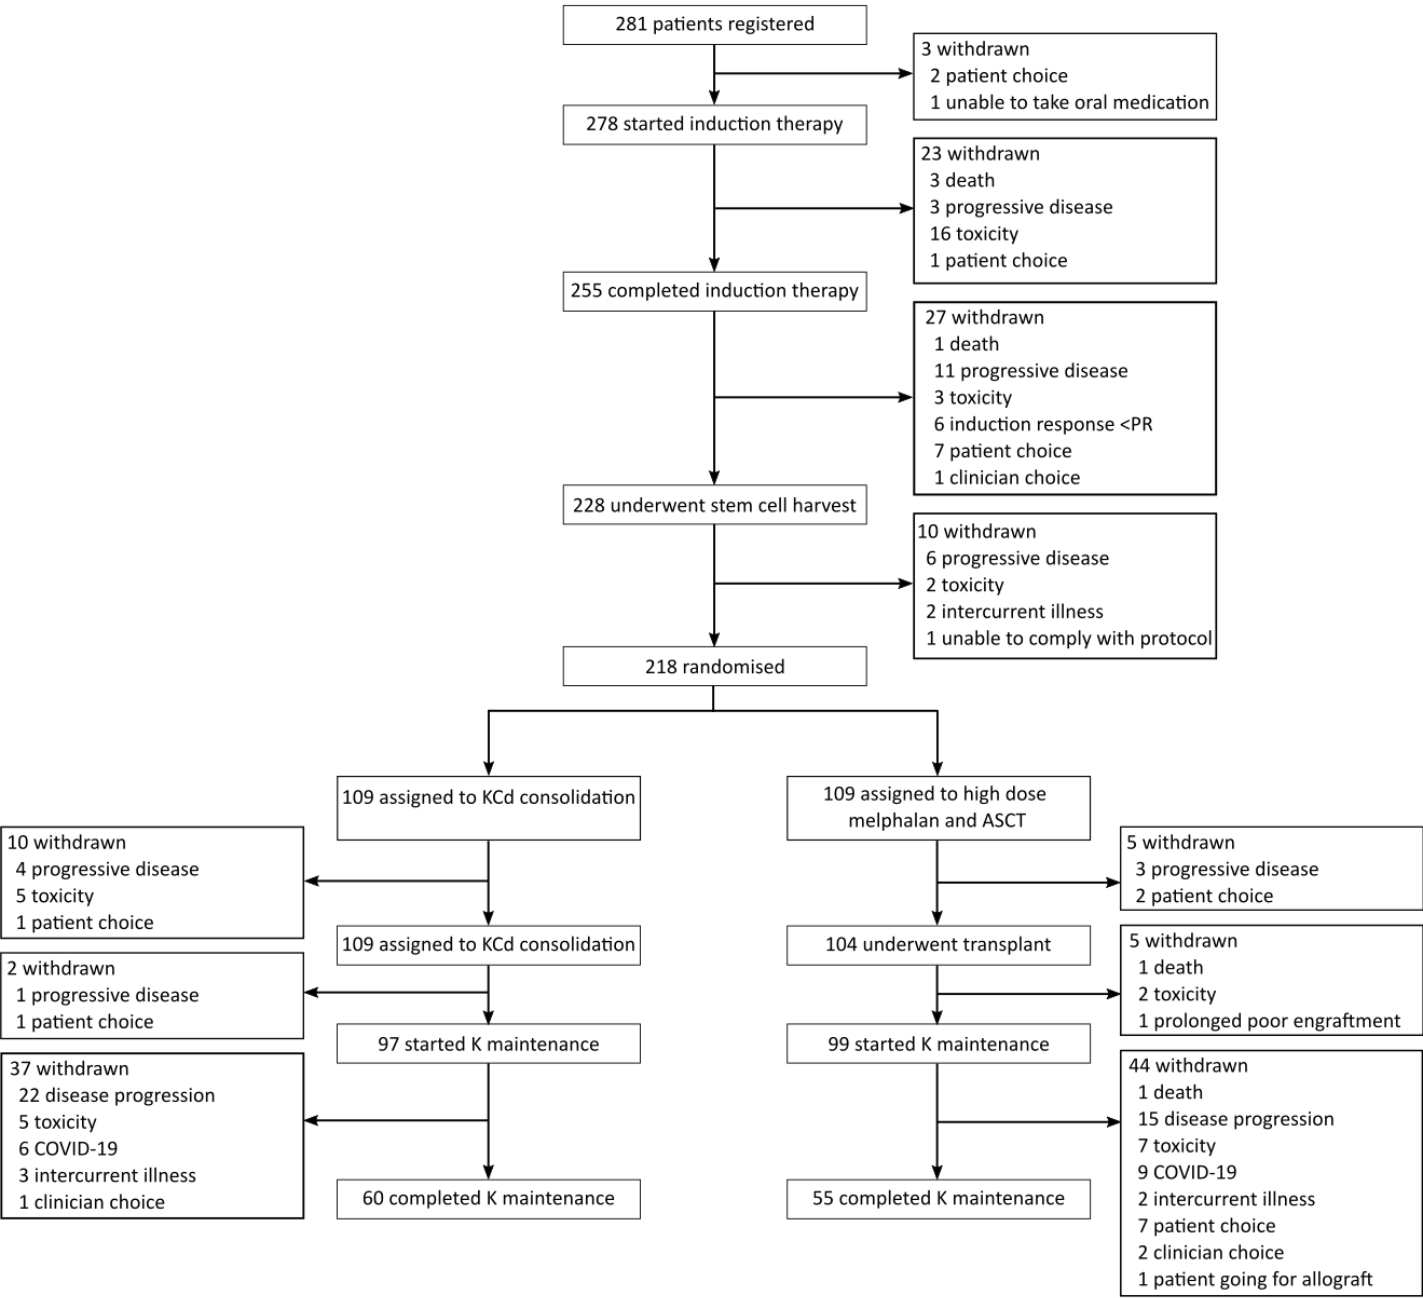 281 patients registered
3 withdrawn
2 patient choice
1 unable to take oral medication
278 started induction therapy
23 withdrawn
3 death
3 progressive disease
16 toxicity
1 patient choice
255 completed induction therapy
27 withdrawn
1 death
11 progressive disease
3 toxicity
6 induction response <PR
7 patient choice
1 clinician choice
228 underwent stem cell harvest
10 withdrawn
6 progressive disease
2 toxicity
2 intercurrent illness
1 unable to comply with protocol
218 randomised
109 assigned to KCd consolidation
10 withdrawn
4 progressive disease
5 toxicity
1 patient choice
109 assigned to KCd consolidation
2 withdrawn
1 progressive disease
1 patient choice
97 started K maintenance
37 withdrawn
22 disease progression
5 toxicity
6 COVID-19
3 intercurrent illness
1 clinician choice
60 completed K maintenance
109 assigned to high dose
melphalan and ASCT
5 withdrawn
3 progressive disease
2 patient choice
104 underwent transplant
5 withdrawn
1 death
2 toxicity
1 prolonged poor engraftment
99 started K maintenance
44 withdrawn
1 death
15 disease progression
7 toxicity
9 COVID-19
2 intercurrent illness
7 patient choice
2 clinician choice
1 patient going for allograft
55 completed K maintenance